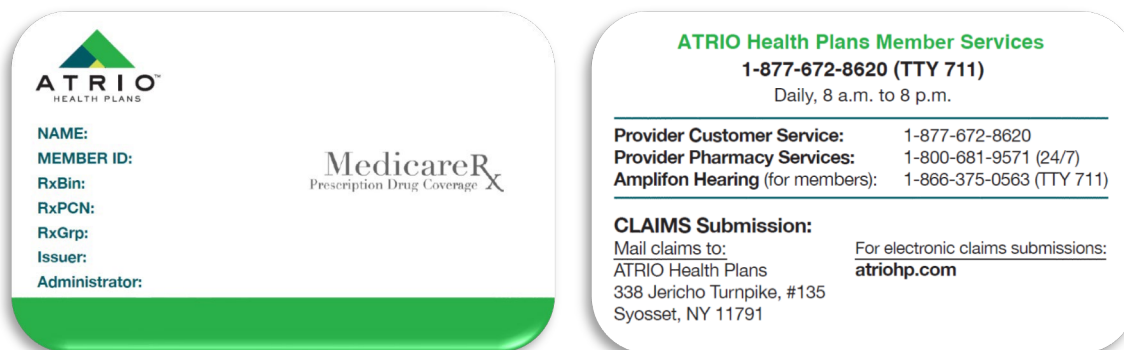 ATRIO™
HEALTH PLANS
NAME:
MEMBER ID:
RxBin:
RxPCN:
RxGrp:
Issuer:
Administrator:
MedicareRx
Prescription Drug Coverage
ATRIO Health Plans Member Services
1-877-672-8620 (TTY 711)
Daily, 8 a.m. to 8 p.m.
Provider Customer Service: 1-877-672-8620
Provider Pharmacy Services: 1-800-681-9571 (24/7)
Amplifon Hearing (for members): 1-866-375-0563 (TTY 711)
CLAIMS Submission:
Mail claims to:
ATRIO Health Plans
338 Jericho Turnpike, #135
Syosset, NY 11791
For electronic claims submissions:
atriohp.com